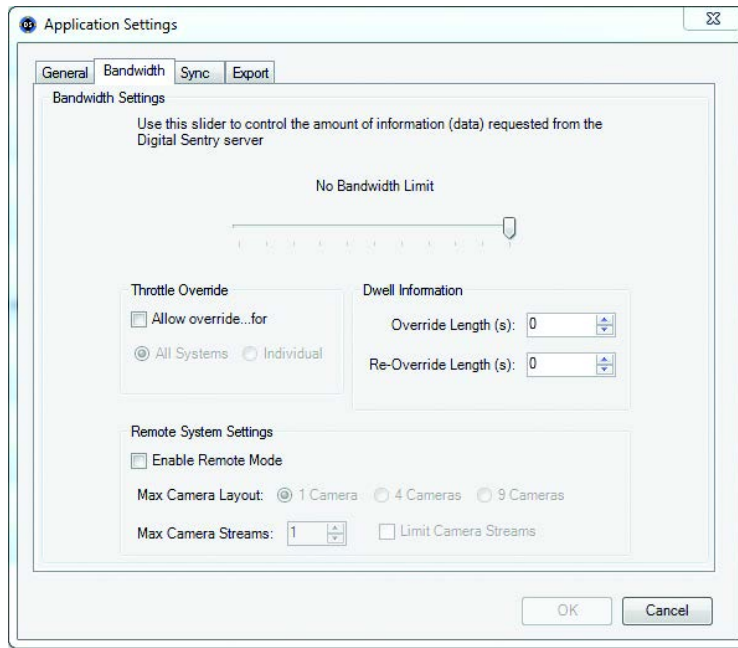 DS Application Settings
General Bandwidth Sync Export
Bandwidth Settings
Use this slider to control the amount of information (data) requested from the
Digital Sentry server
No Bandwidth Limit
Throttle Override
Allow override...for
All Systems Individual
Dwell Information
Override Length (s): 0
Re-Override Length (s): 0
Remote System Settings
Enable Remote Mode
Max Camera Layout: 1 Camera 4 Cameras 9 Cameras
Max Camera Streams: 1 Limit Camera Streams
OK Cancel